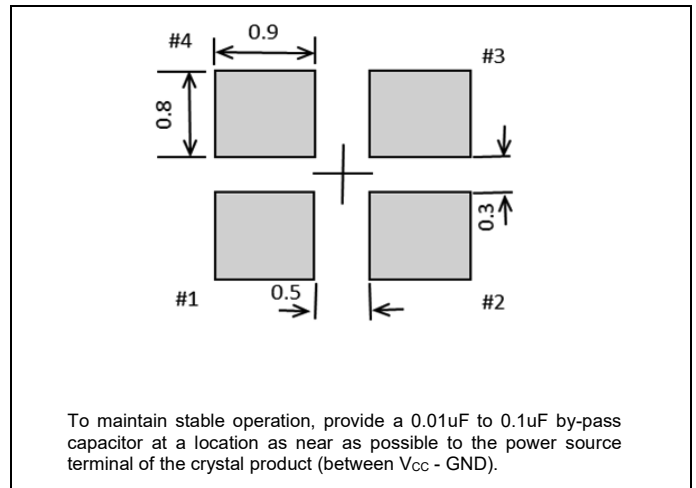 #4
0.9
#3
0.8
0.3
#1
0.5
#2
To maintain stable operation, provide a 0.01uF to 0.1uF by-pass
capacitor at a location as near as possible to the power source
terminal of the crystal product (between Vcc - GND).